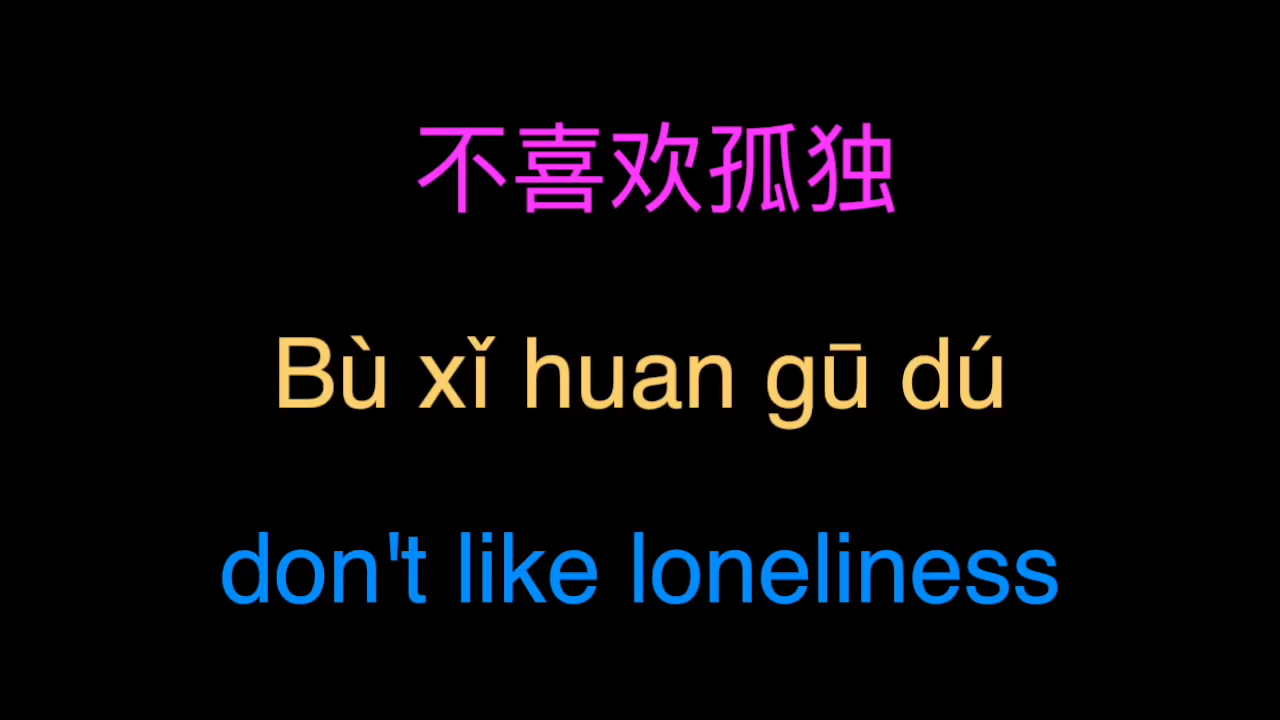 不喜欢孤独
Bù xǐ huan gū dú
don't like loneliness